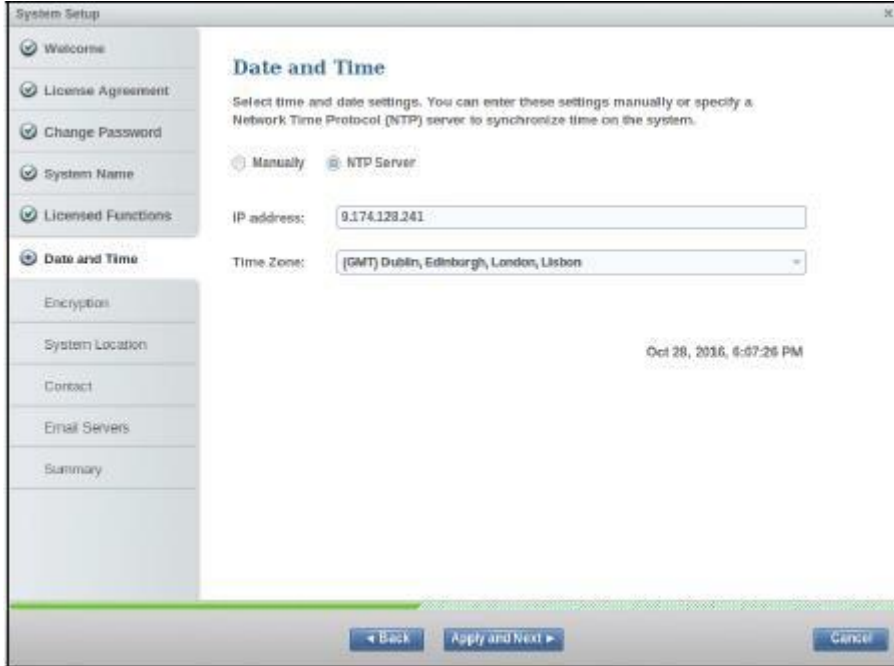 System Setup
Welcome
License Agreement
Change Password
System Name
Licensed Functions
Date and Time
Encryption
System Location
Contact
Email Servers
Summary
Date and Time
Select time and date settings. You can enter these settings manually or specify a
Network Time Protocol (NTP) server to synchronize time on the system.
Manually NTP Server
IP address: 9.174.128.241
Time Zone: (GMT) Dublin, Edinburgh, London, Lisbon
Oct 28, 2016, 6:07:26 PM
Back Apply and Next Cancel